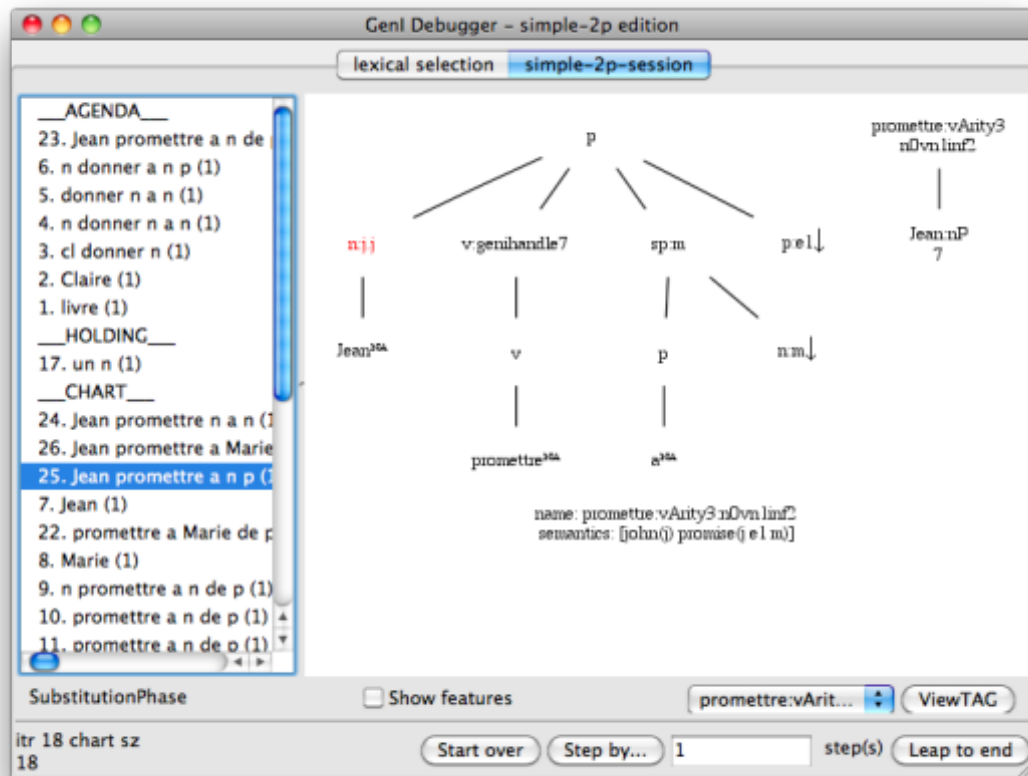 GenI Debugger – simple-2p edition
lexical selection simple-2p-session
___AGENDA___
23. Jean promettre a n de p
6. n donner a n p (1)
5. donner n a n (1)
4. n donner n a n (1)
3. cl donner n (1)
2. Claire (1)
1. livre (1)
___HOLDING___
17. un n (1)
___CHART___
24. Jean promettre n a n (1
26. Jean promettre a Marie
25. Jean promettre a n p (1
7. Jean (1)
22. promettre a Marie de p
8. Marie (1)
9. n promettre a n de p (1)
10. promettre a n de p (1)
11. promettre a n de p (1)
p
n:j.j v:genihandle7 sp:m p:e l↓
Jean v p n:m↓
promettre a
name: promettre:vArity3:n0vn1inf2
semantics: [john(j) promise(j e l m)]
promettre:vArity3
n0vn1inf2
Jean:nP
7
SubstitutionPhase Show features promettre:vArit... ViewTAG
itr 18 chart sz
18
Start over Step by... 1 step(s) Leap to end